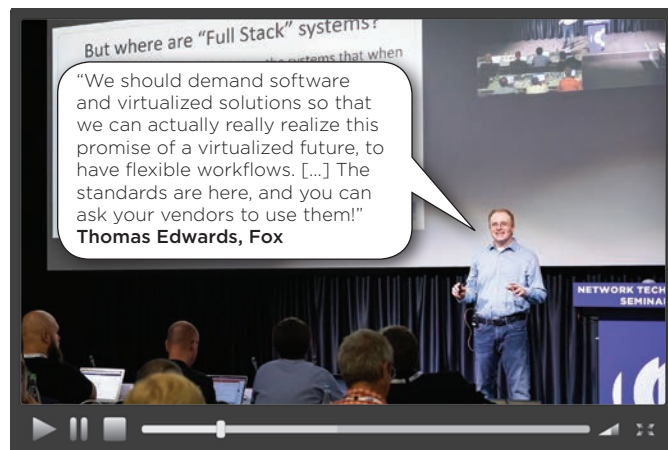 But where are “Full Stack” systems?
systems that when
“We should demand software
and virtualized solutions so that
we can actually really realize this
promise of a virtualized future, to
have flexible workflows. [...] The
standards are here, and you can
ask your vendors to use them!”
Thomas Edwards, Fox
NETWORK TECH
SEMINA